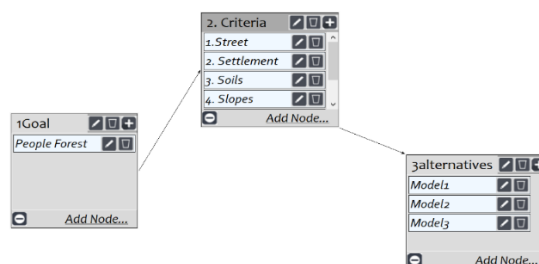 2. Criteria
1.Street
2. Settlement
3. Soils
4. Slopes
Add Node...
1Goal
People Forest
Add Node...
3alternatives
Model1
Model2
Model3
Add Node...